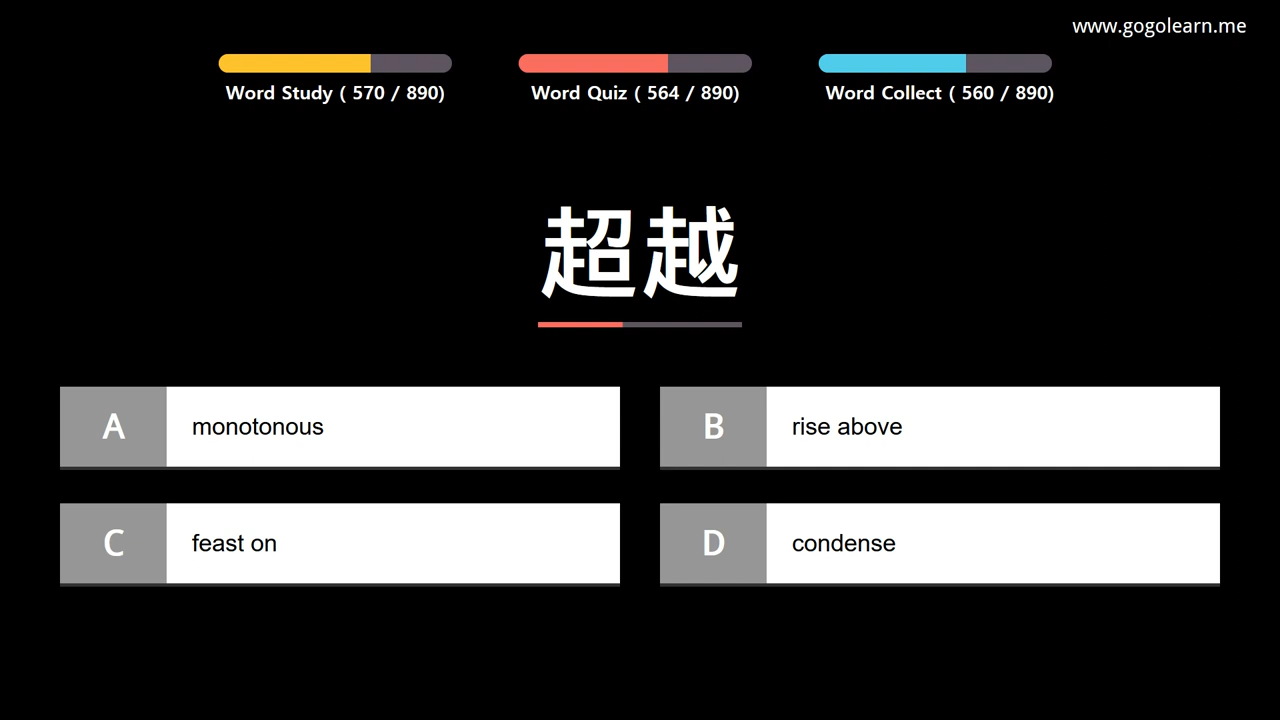 www.gogolearn.me
Word Study ( 570 / 890)
Word Quiz ( 564 / 890)
Word Collect ( 560 / 890)
超越
A monotonous
B rise above
C feast on
D condense